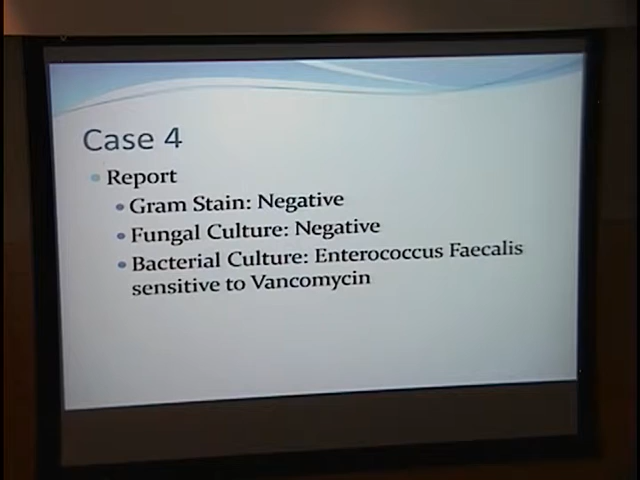 Case 4
Report
Gram Stain: Negative
Fungal Culture: Negative
Bacterial Culture: Enterococcus Faecalis
sensitive to Vancomycin